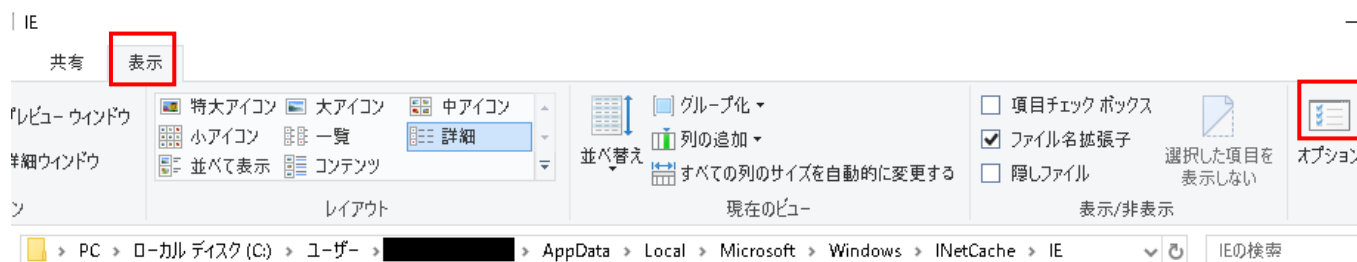 IE
共有 表示
プレビュー ウィンドウ 特大アイコン 大アイコン 中アイコン グループ化 項目チェック ボックス
小アイコン 一覧 詳細 列の追加 ファイル名拡張子
詳細ウィンドウ 並べて表示 コンテンツ 並べ替え すべての列のサイズを自動的に変更する 隠しファイル 選択した項目を表示しない オプション
レイアウト 現在のビュー 表示/非表示
PC > ローカル ディスク (C:) > ユーザー > > AppData > Local > Microsoft > Windows > INetCache > IE IEの検索